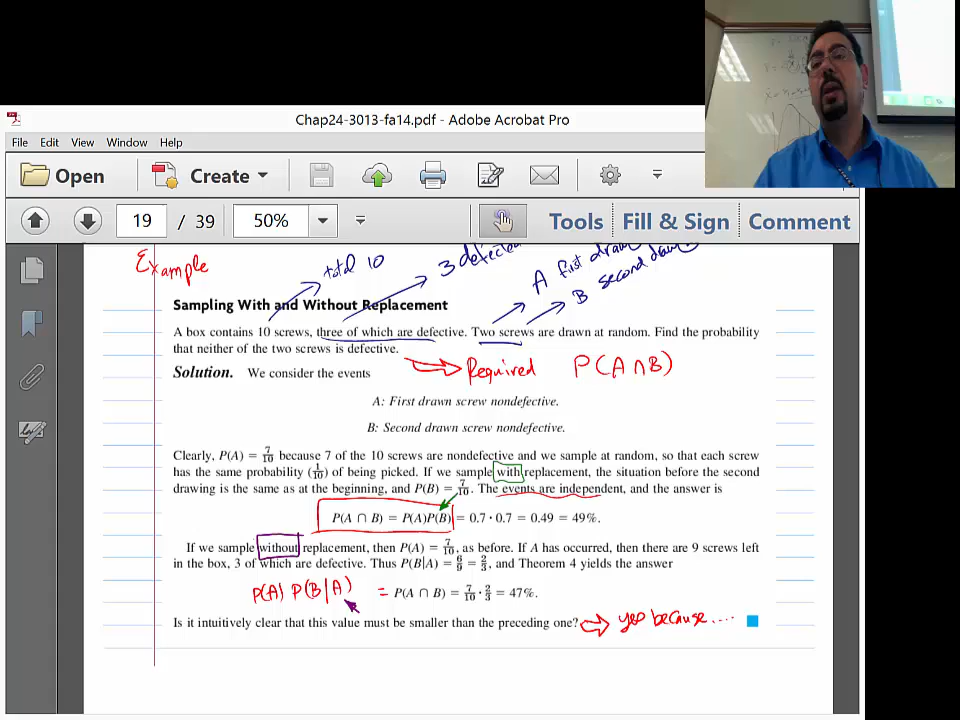 Chap24-3013-fa14.pdf - Adobe Acrobat Pro
File Edit View Window Help
Open Create
19 / 39 50% Tools Fill & Sign Comment
Example
total 10
3 defected
A first draw
B second draw
Sampling With and Without Replacement
A box contains 10 screws, three of which are defective. Two screws are drawn at random. Find the probability
that neither of the two screws is defective.
Required P(A∩B)
Solution. We consider the events
A: First drawn screw nondefective.
B: Second drawn screw nondefective.
Clearly, P(A) = 7/10 because 7 of the 10 screws are nondefective and we sample at random, so that each screw
has the same probability (1/10) of being picked. If we sample with replacement, the situation before the second
drawing is the same as at the beginning, and P(B) = 7/10. The events are independent, and the answer is
P(A ∩ B) = P(A)P(B) = 0.7 · 0.7 = 0.49 = 49%.
If we sample without replacement, then P(A) = 7/10, as before. If A has occurred, then there are 9 screws left
in the box, 3 of which are defective. Thus P(B|A) = 6/9 = 2/3, and Theorem 4 yields the answer
P(A) P(B|A) = P(A ∩ B) = 7/10 · 2/3 = 47%.
Is it intuitively clear that this value must be smaller than the preceding one? yes because....